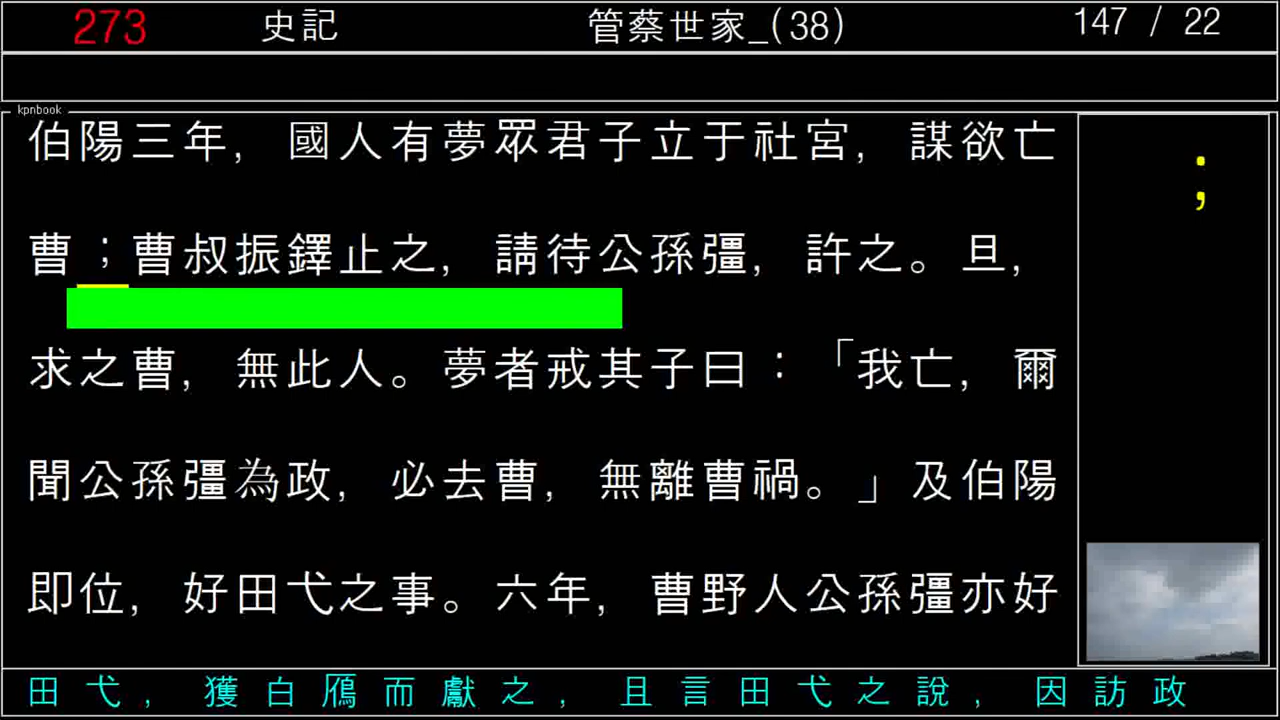 273 史記 管蔡世家_(38) 147 / 22
kpnbook
伯陽三年, 國人有夢眾君子立于社宮, 謀欲亡
曹；曹叔振鐸止之, 請待公孫彊, 許之。旦,
求之曹, 無此人。夢者戒其子曰：「我亡, 爾
聞公孫彊為政, 必去曹, 無離曹禍。」及伯陽
即位, 好田弋之事。六年, 曹野人公孫彊亦好
田弋, 獲白鴈而獻之, 且言田弋之說, 因訪政
；